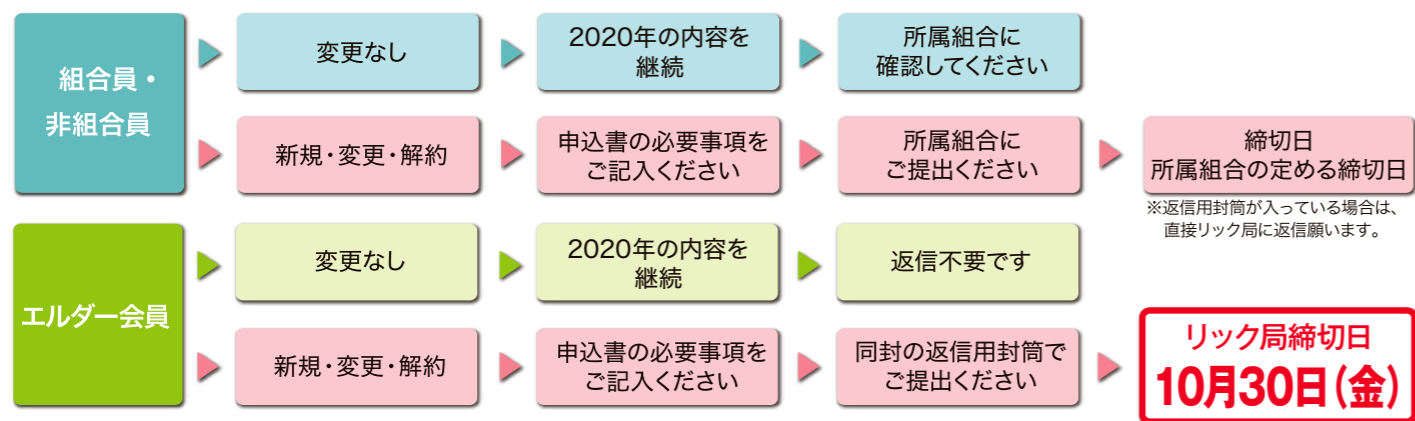 組合員・
非組合員
変更なし
2020年の内容を
継続
所属組合に
確認してください
新規・変更・解約
申込書の必要事項を
ご記入ください
所属組合に
ご提出ください
締切日
所属組合の定める締切日
※返信用封筒が入っている場合は、
直接リック局に返信願います。
エルダー会員
変更なし
2020年の内容を
継続
返信不要です
新規・変更・解約
申込書の必要事項を
ご記入ください
同封の返信用封筒で
ご提出ください
リック局締切日
10月30日(金)